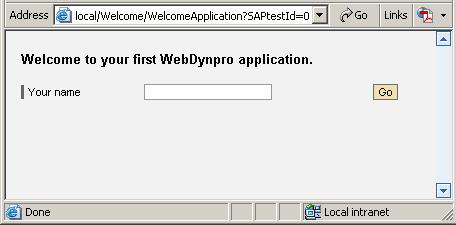 Address local/Welcome/WelcomeApplication?SAPtestId=0 Go Links
Welcome to your first WebDynpro application.
Your name Go
Done Local intranet